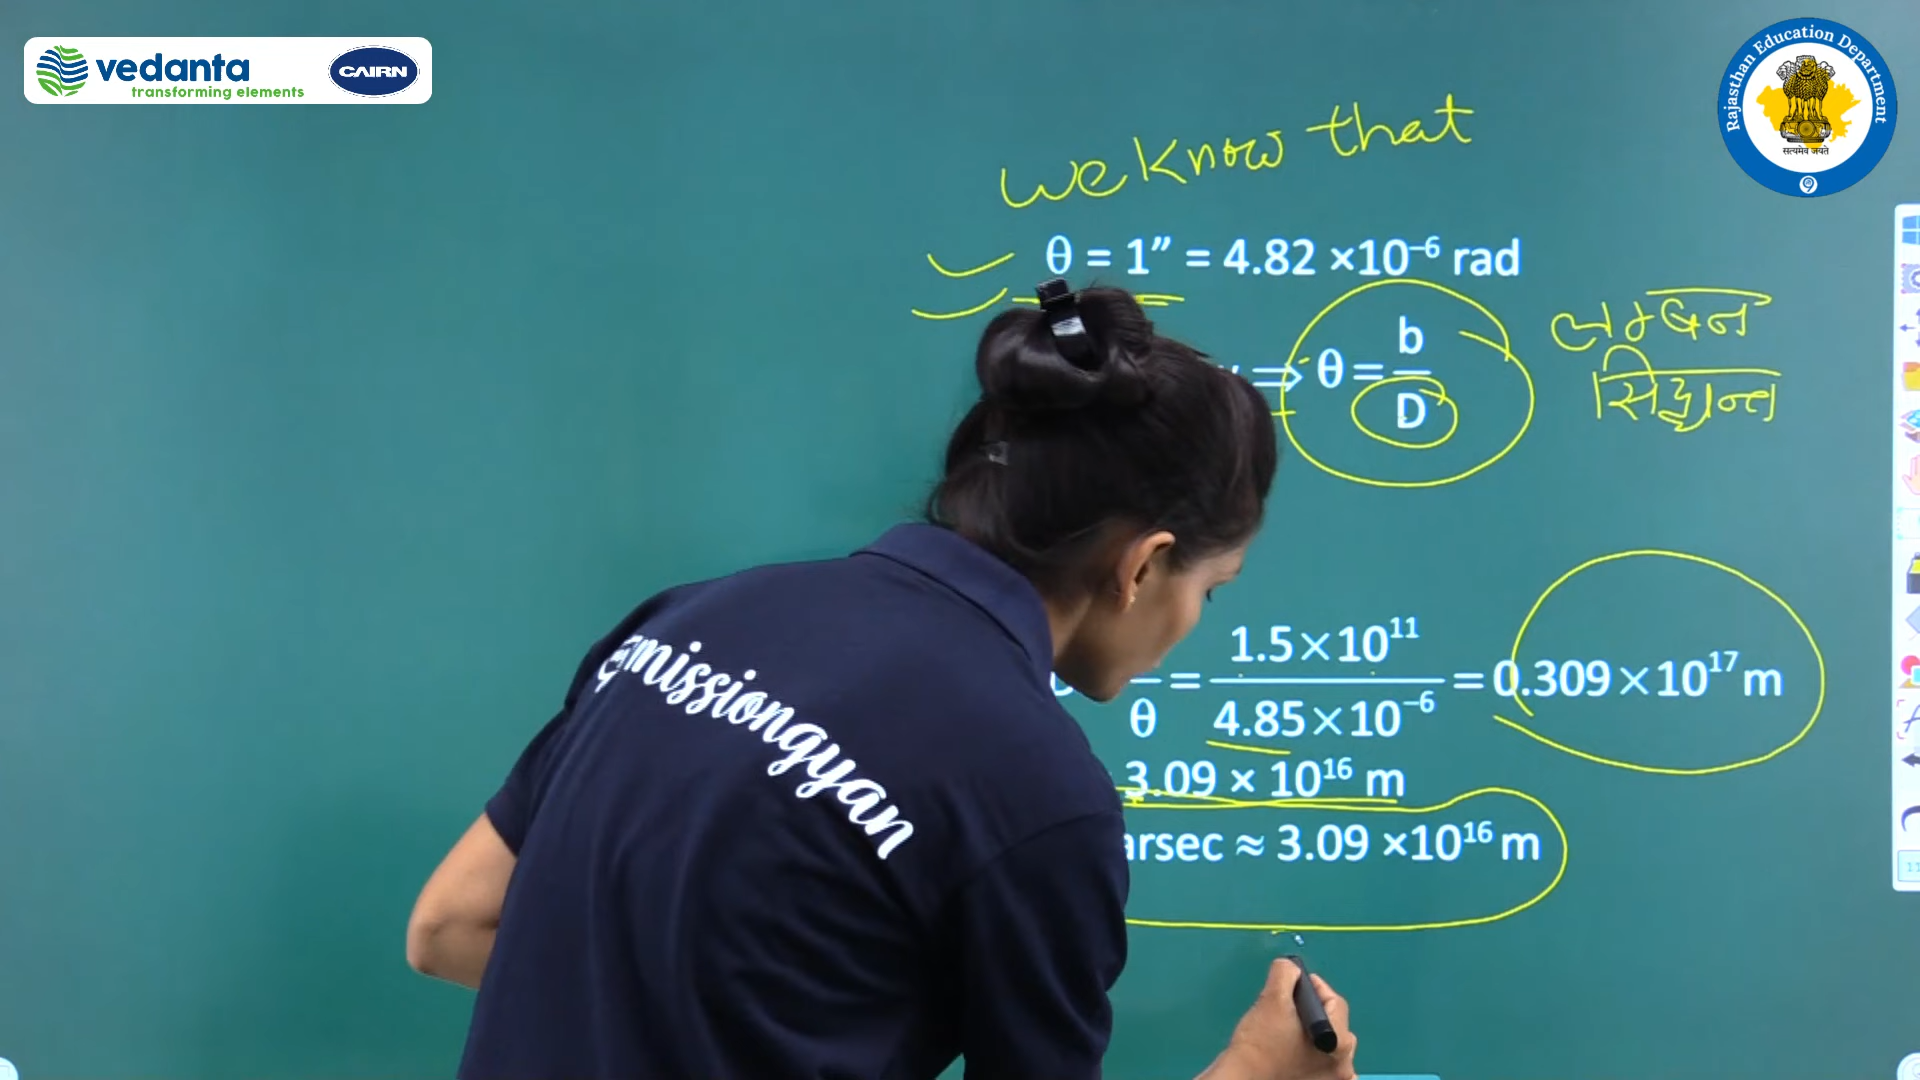 vedanta
transforming elements
CAIRN
Rajasthan Education Department
सत्यमेव जयते
we know that
θ = 1” = 4.82 ×10⁻⁶ rad
⇒ θ = b/D
लम्बन
सिद्धान्त
θ = 1.5×10¹¹ / 4.85×10⁻⁶ = 0.309×10¹⁷ m
3.09 × 10¹⁶ m
arsec ≈ 3.09 ×10¹⁶ m
missiongyan